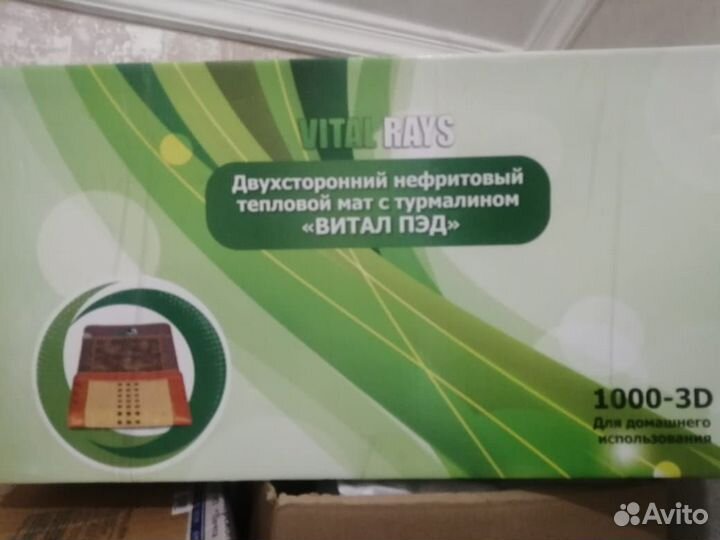 VITAL RAYS
Двухсторонний нефритовый
тепловой мат с турмалином
«ВИТАЛ ПЭД»
1000-3D
Для домашнего
использования
Avito